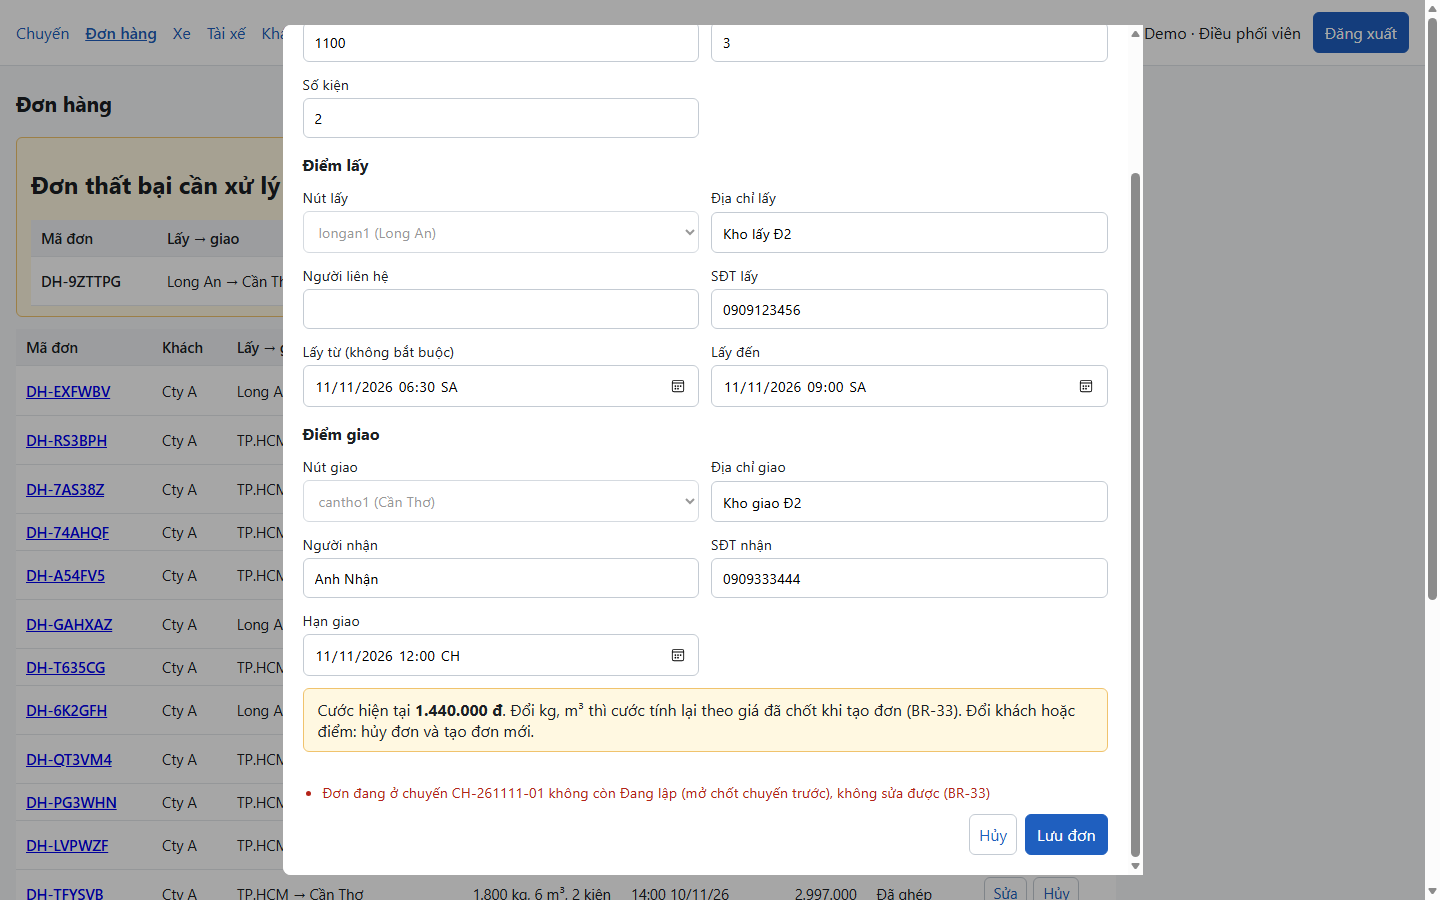 Chuyến Đơn hàng Xe Tài xế Demo · Điều phối viên Đăng xuất
Đơn hàng
Đơn thất bại cần xử lý
Mã đơn Lấy → giao
DH-9ZTTPG Long An → Cần
Mã đơn Khách Lấy →
DH-EXFWBV Cty A Long A
DH-RS3BPH Cty A TP.HCM
DH-7AS38Z Cty A TP.HCM
DH-74AHQF Cty A TP.HCM
DH-A54FV5 Cty A TP.HCM
DH-GAHXAZ Cty A Long A
DH-T635CG Cty A TP.HCM
DH-6K2GFH Cty A Long A
DH-QT3VM4 Cty A TP.HCM
DH-PG3WHN Cty A TP.HCM
DH-LVPWZF Cty A TP.HCM
DH-TFYSVB Cty A TP.HCM → Cần Thơ 1.800 kg, 6 m³, 2 kiện 14:00 10/11/26 2.997.000 Đã ghép Sửa Hủy
1100 3
Số kiện
2
Điểm lấy
Nút lấy Địa chỉ lấy
longan1 (Long An) Kho lấy Đ2
Người liên hệ SĐT lấy
0909123456
Lấy từ (không bắt buộc) Lấy đến
11/11/2026 06:30 SA 11/11/2026 09:00 SA
Điểm giao
Nút giao Địa chỉ giao
cantho1 (Cần Thơ) Kho giao Đ2
Người nhận SĐT nhận
Anh Nhận 0909333444
Hạn giao
11/11/2026 12:00 CH
Cước hiện tại 1.440.000 đ. Đổi kg, m³ thì cước tính lại theo giá đã chốt khi tạo đơn (BR-33). Đổi khách hoặc
điểm: hủy đơn và tạo đơn mới.
• Đơn đang ở chuyến CH-261111-01 không còn Đang lập (mở chốt chuyến trước), không sửa được (BR-33)
Hủy Lưu đơn